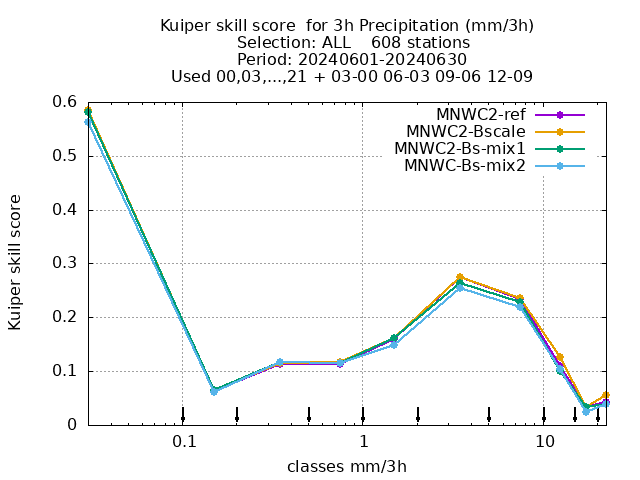 Kuiper skill score  for 3h Precipitation (mm/3h)
Selection: ALL    608 stations
Period: 20240601-20240630
Used 00,03,...,21 + 03-00 06-03 09-06 12-09
MNWC2-ref
MNWC2-Bscale
MNWC2-Bs-mix1
MNWC-Bs-mix2
Kuiper skill score
0.6
0.5
0.4
0.3
0.2
0.1
0
0.1
1
10
classes mm/3h